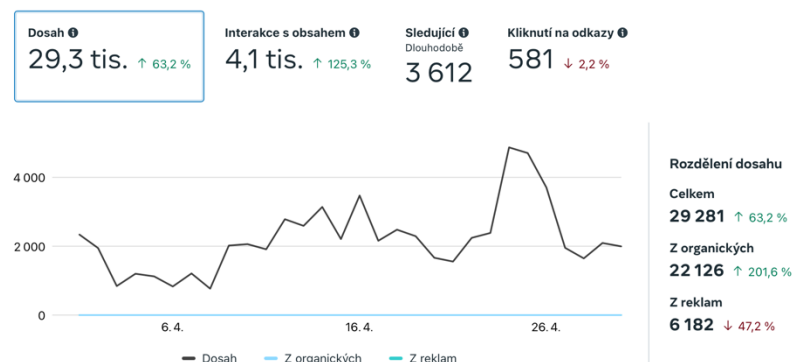 Dosah
29,3 tis. ↑ 63,2 %
Interakce s obsahem
4,1 tis. ↑ 125,3 %
Sledující
Dlouhodobě
3 612
Kliknutí na odkazy
581 ↓ 2,2 %
4 000
2 000
0
6. 4. 16. 4. 26. 4.
Dosah Z organických Z reklam
Rozdělení dosahu
Celkem
29 281 ↑ 63,2 %
Z organických
22 126 ↑ 201,6 %
Z reklam
6 182 ↓ 47,2 %